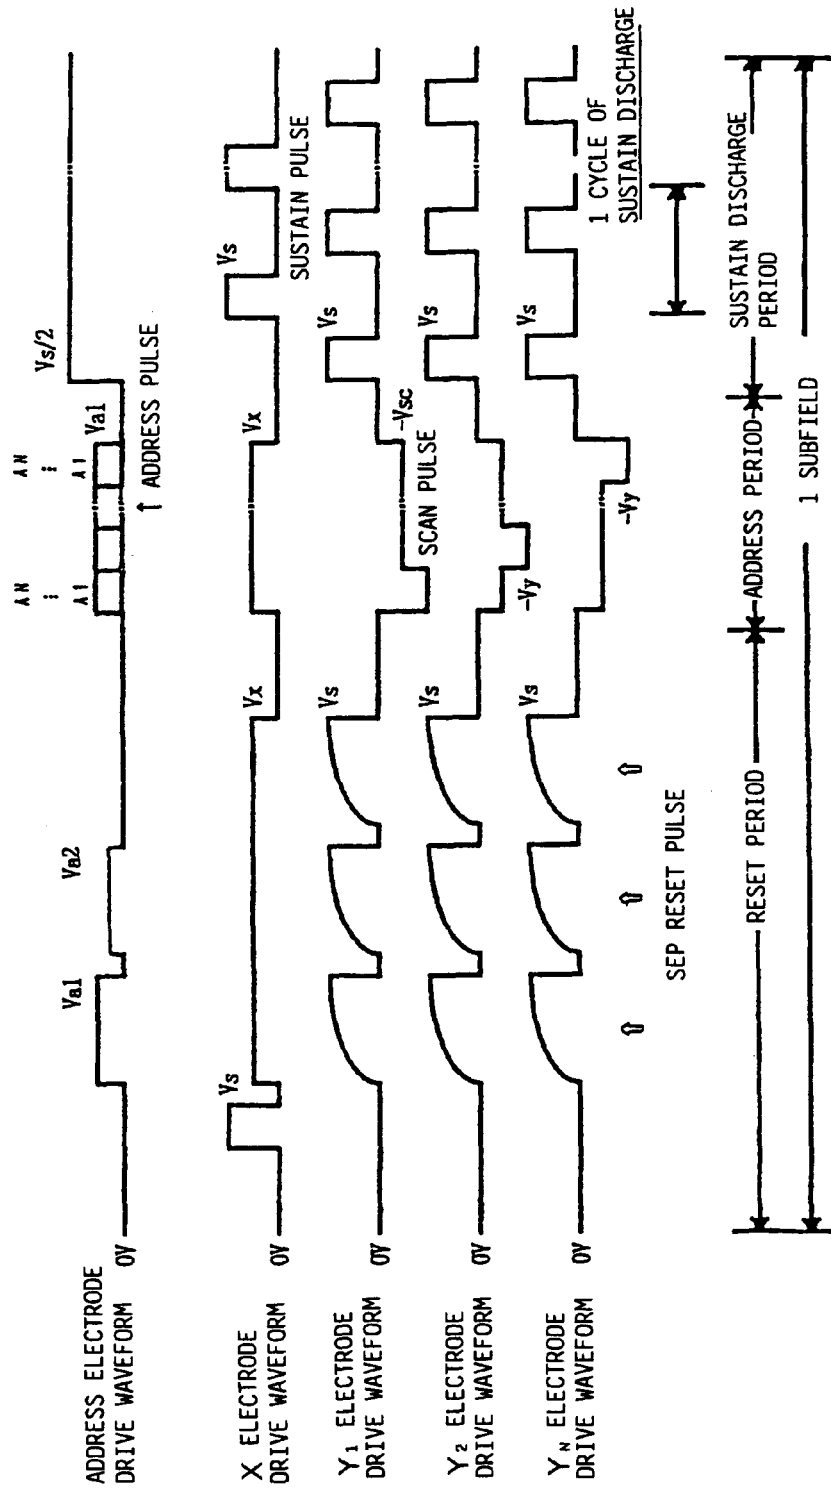 ADDRESS ELECTRODE
DRIVE WAVEFORM
0V
Va1
Va2
A N
⋮
A 1
A N
⋮
A 1
Va1
↑ ADDRESS PULSE
Vs/2
X ELECTRODE
DRIVE WAVEFORM
0V
Vs
Vx
Vx
Vs
SUSTAIN PULSE
Y1 ELECTRODE
DRIVE WAVEFORM
0V
Vs
-Vsc
SCAN PULSE
Vs
Y2 ELECTRODE
DRIVE WAVEFORM
0V
Vs
-Vy
Vs
YN ELECTRODE
DRIVE WAVEFORM
0V
Vs
-Vy
Vs
1 CYCLE OF
SUSTAIN DISCHARGE
⇧ ⇧ ⇧
SEP RESET PULSE
RESET PERIOD
ADDRESS PERIOD
SUSTAIN DISCHARGE
PERIOD
1 SUBFIELD